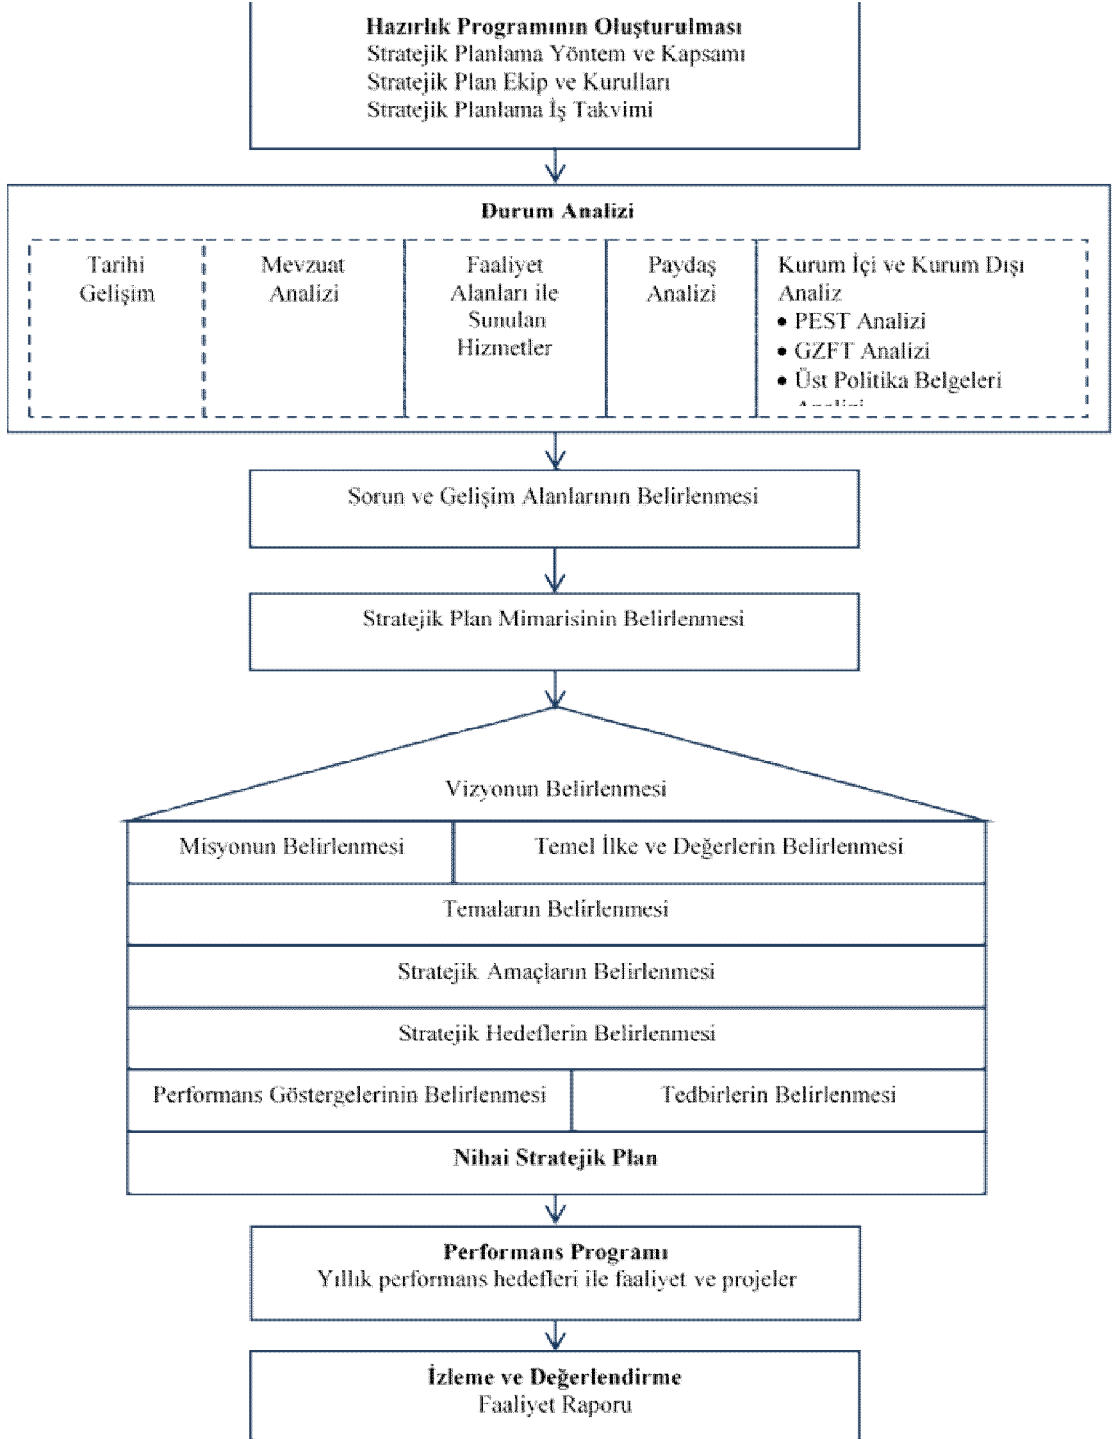 Hazırlık Programının Oluşturulması
Stratejik Planlama Yöntem ve Kapsamı
Stratejik Plan Ekip ve Kurulları
Stratejik Planlama İş Takvimi
Durum Analizi
Tarihi
Gelişim
Mevzuat
Analizi
Faaliyet
Alanları ile
Sunulan
Hizmetler
Paydaş
Analizi
Kurum İçi ve Kurum Dışı
Analiz
• PEST Analizi
• GZFT Analizi
• Üst Politika Belgeleri
Sorun ve Gelişim Alanlarının Belirlenmesi
Stratejik Plan Mimarisinin Belirlenmesi
Vizyonun Belirlenmesi
Misyonun Belirlenmesi
Temel İlke ve Değerlerin Belirlenmesi
Temaların Belirlenmesi
Stratejik Amaçların Belirlenmesi
Stratejik Hedeflerin Belirlenmesi
Performans Göstergelerinin Belirlenmesi
Tedbirlerin Belirlenmesi
Nihai Stratejik Plan
Performans Programı
Yıllık performans hedefleri ile faaliyet ve projeler
İzleme ve Değerlendirme
Faaliyet Raporu